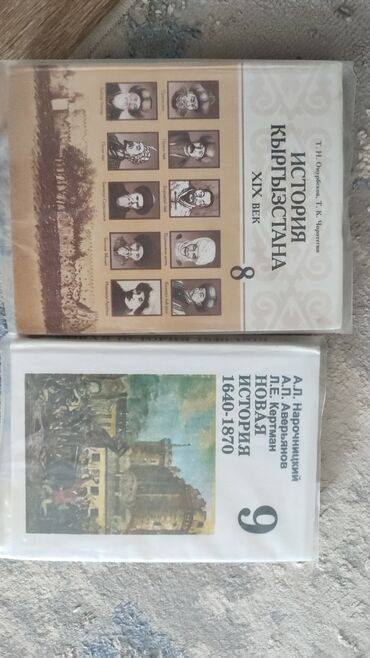 Т. Н. Омурбеков, Т. К. Чоротегин
ИСТОРИЯ
КЫРГЫЗСТАНА
XIX ВЕК
8
А.Л. Нарочницкий
А.П. Аверьянов
Л.Е. Кертман
НОВАЯ
ИСТОРИЯ
1640-1870
9